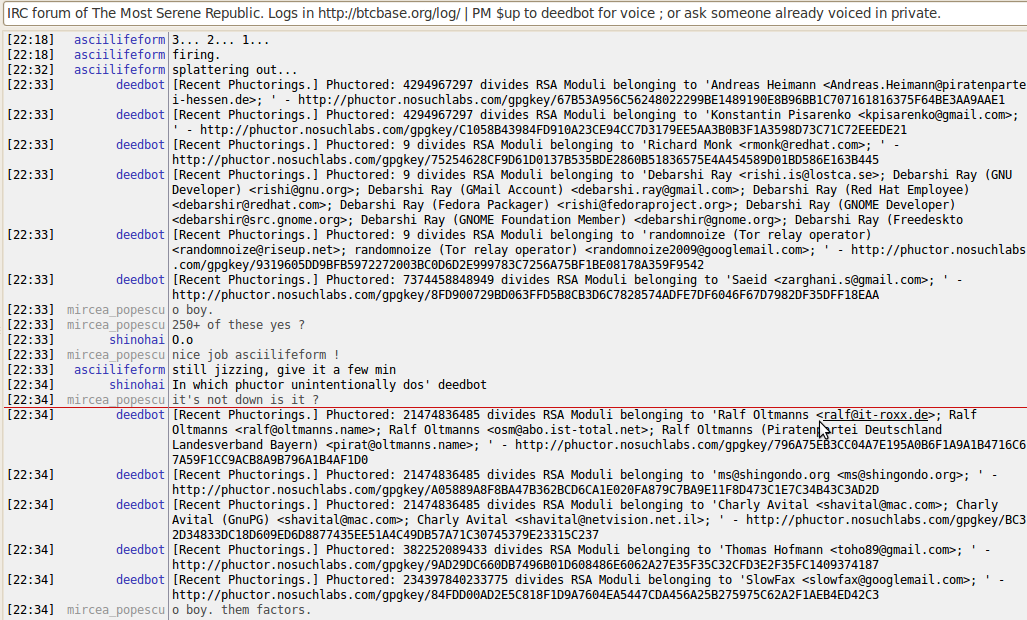 IRC forum of The Most Serene Republic. Logs in http://btcbase.org/log/ | PM $up to deedbot for voice ; or ask someone already voiced in private.
[22:18] asciilifeform 3... 2... 1...
[22:18] asciilifeform firing.
[22:32] asciilifeform splattering out...
[22:33] deedbot [Recent Phuctorings.] Phuctored: 4294967297 divides RSA Moduli belonging to 'Andreas Heimann <Andreas.Heimann@piratenparte
i-hessen.de>; ' - http://phuctor.nosuchlabs.com/gpgkey/67B53A956C56248022299BE1489190E8B96BB1C707161816375F64BE3AA9AAE1
[22:33] deedbot [Recent Phuctorings.] Phuctored: 4294967297 divides RSA Moduli belonging to 'Konstantin Pisarenko <kpisarenko@gmail.com>;
' - http://phuctor.nosuchlabs.com/gpgkey/C1058B43984FD910A23CE94CC7D3179EE5AA3B0B3F1A3598D73C71C72EEEDE21
[22:33] deedbot [Recent Phuctorings.] Phuctored: 9 divides RSA Moduli belonging to 'Richard Monk <rmonk@redhat.com>; ' -
http://phuctor.nosuchlabs.com/gpgkey/75254628CF9D61D0137B535BDE2860B51836575E4A454589D01BD586E163B445
[22:33] deedbot [Recent Phuctorings.] Phuctored: 9 divides RSA Moduli belonging to 'Debarshi Ray <rishi.is@lostca.se>; Debarshi Ray (GNU
Developer) <rishi@gnu.org>; Debarshi Ray (GMail Account) <debarshi.ray@gmail.com>; Debarshi Ray (Red Hat Employee)
<debarshir@redhat.com>; Debarshi Ray (Fedora Packager) <rishi@fedoraproject.org>; Debarshi Ray (GNOME Developer)
<debarshir@src.gnome.org>; Debarshi Ray (GNOME Foundation Member) <debarshir@gnome.org>; Debarshi Ray (Freedeskto
[22:33] deedbot [Recent Phuctorings.] Phuctored: 9 divides RSA Moduli belonging to 'randomnoize (Tor relay operator)
<randomnoize@riseup.net>; randomnoize (Tor relay operator) <randomnoize2009@googlemail.com>; ' - http://phuctor.nosuchlabs
.com/gpgkey/9319605DD9BFB5972272003BC0D6D2E999783C7256A75BF1BE08178A359F9542
[22:33] deedbot [Recent Phuctorings.] Phuctored: 7374458848949 divides RSA Moduli belonging to 'Saeid <zarghani.s@gmail.com>; ' -
http://phuctor.nosuchlabs.com/gpgkey/8FD900729BD063FFD5B8CB3D6C7828574ADFE7DF6046F67D7982DF35DFF18EAA
[22:33] mircea_popescu o boy.
[22:33] mircea_popescu 250+ of these yes ?
[22:33] shinohai O.o
[22:33] mircea_popescu nice job asciilifeform !
[22:33] asciilifeform still jizzing, give it a few min
[22:34] shinohai In which phuctor unintentionally dos' deedbot
[22:34] mircea_popescu it's not down is it ?
[22:34] deedbot [Recent Phuctorings.] Phuctored: 21474836485 divides RSA Moduli belonging to 'Ralf Oltmanns <ralf@it-roxx.de>; Ralf
Oltmanns <ralf@oltmanns.name>; Ralf Oltmanns <osm@abo.ist-total.net>; Ralf Oltmanns (Piratenpartei Deutschland
Landesverband Bayern) <pirat@oltmanns.name>; ' - http://phuctor.nosuchlabs.com/gpgkey/796A75EB3CC04A7E195A0B6F1A9A1B4716C6
7A59F1CC9ACB8A9B796A1B4AF1D0
[22:34] deedbot [Recent Phuctorings.] Phuctored: 21474836485 divides RSA Moduli belonging to 'ms@shingondo.org <ms@shingondo.org>; ' -
http://phuctor.nosuchlabs.com/gpgkey/A05889A8F8BA47B362BCD6CA1E020FA879C7BA9E11F8D473C1E7C34B43C3AD2D
[22:34] deedbot [Recent Phuctorings.] Phuctored: 21474836485 divides RSA Moduli belonging to 'Charly Avital <shavital@mac.com>; Charly
Avital (GnuPG) <shavital@mac.com>; Charly Avital <shavital@netvision.net.il>; ' - http://phuctor.nosuchlabs.com/gpgkey/BC3
2D34833DC18D609ED6D8877435EE51A4C49DB57A71C30745379E23315C237
[22:34] deedbot [Recent Phuctorings.] Phuctored: 382252089433 divides RSA Moduli belonging to 'Thomas Hofmann <toho89@gmail.com>; ' -
http://phuctor.nosuchlabs.com/gpgkey/9AD29DC660DB7496B01D608486E6062A27E35F35C32CFD3E2F35FC1409374187
[22:34] deedbot [Recent Phuctorings.] Phuctored: 234397840233775 divides RSA Moduli belonging to 'SlowFax <slowfax@googlemail.com>; ' -
http://phuctor.nosuchlabs.com/gpgkey/84FDD00AD2E5C818F1D9A7604EA5447CDA456A25B275975C62A2F1AEB4ED42C3
[22:34] mircea_popescu o boy. them factors.